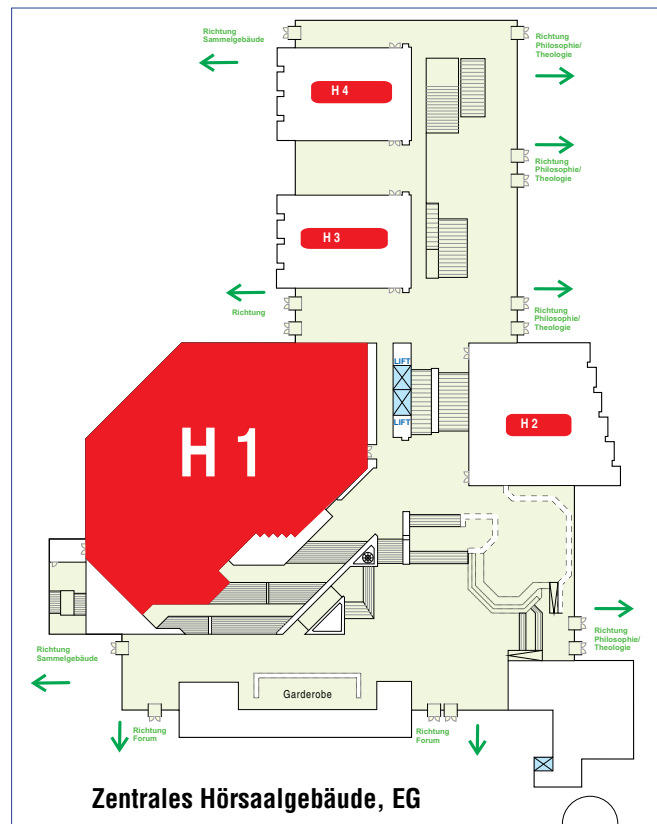 Richtung
Sammelgebäude
Richtung
Philosophie/
Theologie
H 4
Richtung
Philosophie/
Theologie
H 3
Richtung
Richtung
Philosophie/
Theologie
LIFT
H 1
LIFT
H 2
Richtung
Philosophie/
Theologie
Richtung
Sammelgebäude
Garderobe
Richtung
Forum
Richtung
Forum
Zentrales Hörsaalgebäude, EG